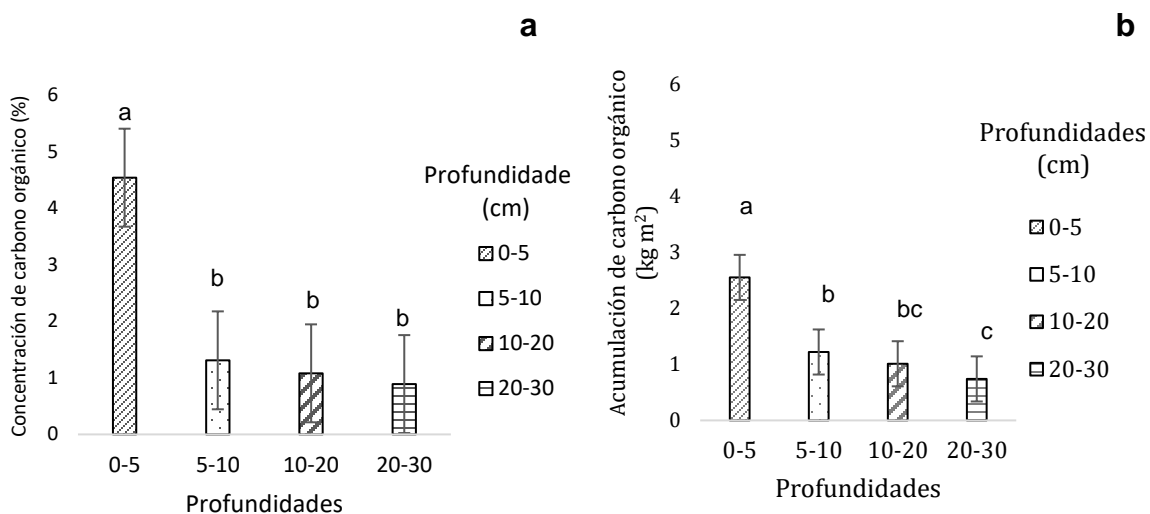 a
Concentración de carbono orgánico (%)
6
5
4
3
2
1
0
a
b
b
b
0-5
5-10
10-20
20-30
Profundidades
Profundidade
(cm)
0-5
5-10
10-20
20-30
b
Acumulación de carbono orgánico
(kg m²)
6
5
4
3
2
1
0
a
b
bc
c
0-5
5-10
10-20
20-30
Profundidades
Profundidades
(cm)
0-5
5-10
10-20
20-30